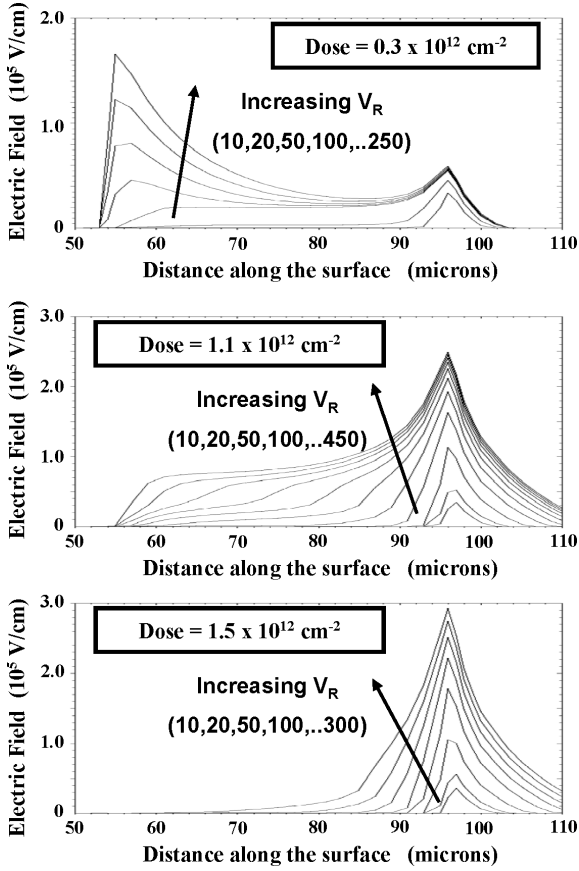 2.0
Dose = 0.3 x 10¹² cm⁻²
Increasing V_R
(10,20,50,100,..250)
1.0
0
Electric Field (10⁵ V/cm)
50 60 70 80 90 100 110
Distance along the surface (microns)
3.0
Dose = 1.1 x 10¹² cm⁻²
Increasing V_R
(10,20,50,100,..450)
2.0
1.0
0
Electric Field (10⁵ V/cm)
50 60 70 80 90 100 110
Distance along the surface (microns)
3.0
Dose = 1.5 x 10¹² cm⁻²
Increasing V_R
(10,20,50,100,..300)
2.0
1.0
0
Electric Field (10⁵ V/cm)
50 60 70 80 90 100 110
Distance along the surface (microns)